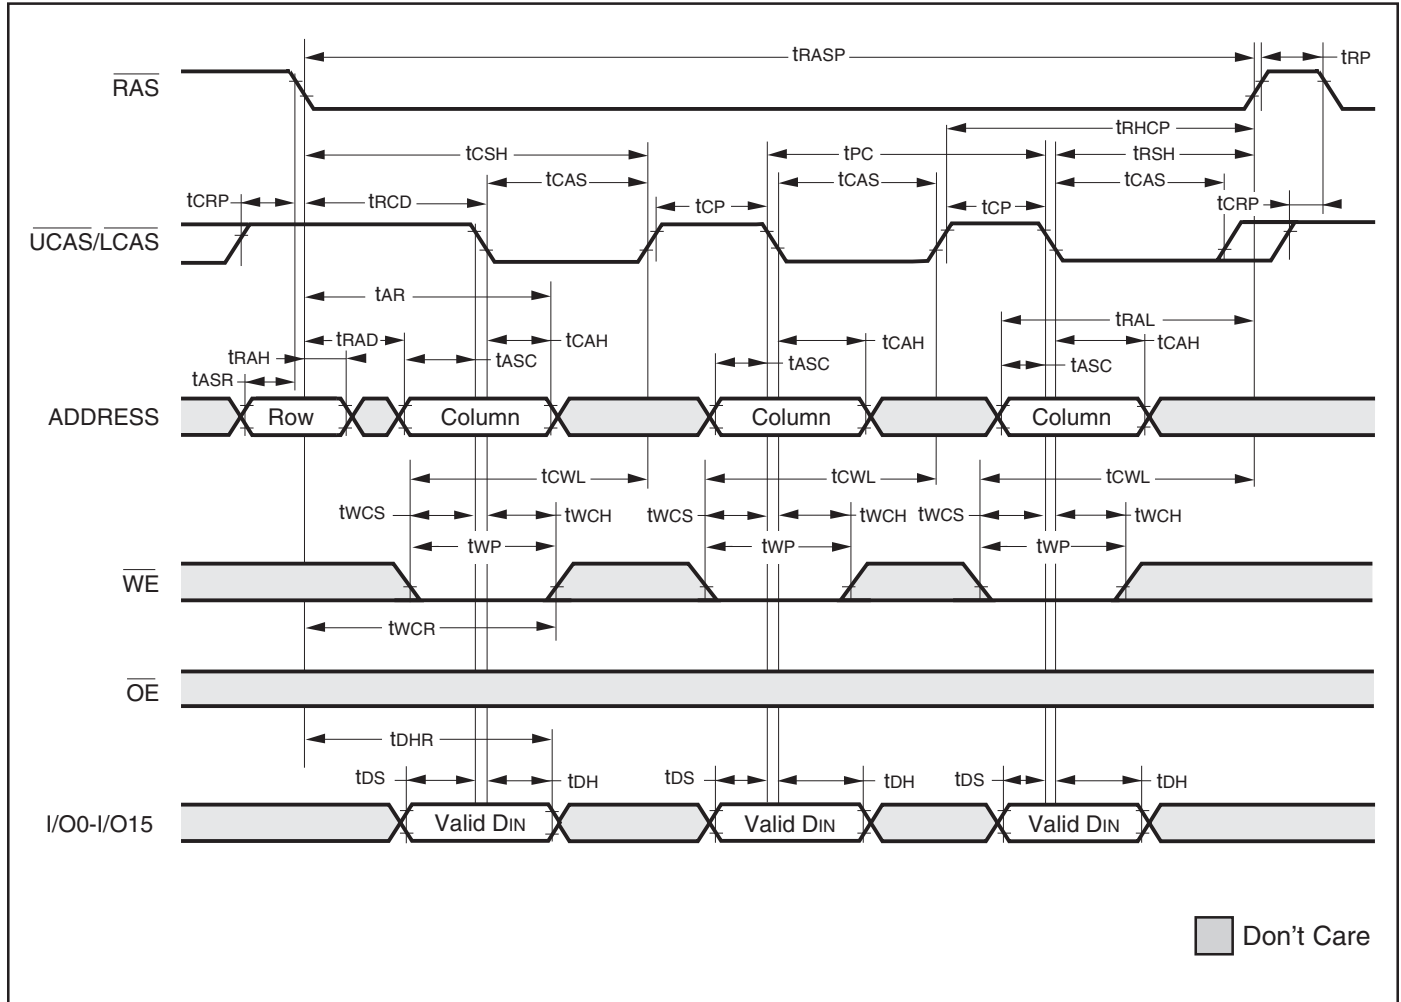 tRASP
tRP
RAS
tRHCP
tCSH
tPC
tRSH
tCAS
tCAS
tCAS
tCRP
tRCD
tCP
tCP
tCRP
UCAS/LCAS
tAR
tRAL
tRAD
tCAH
tCAH
tCAH
tRAH
tASC
tASC
tASC
tASR
ADDRESS
Row
Column
Column
Column
tCWL
tCWL
tCWL
tWCS
tWCH
tWCS
tWCH
tWCS
tWCH
tWP
tWP
tWP
WE
tWCR
OE
tDHR
tDS
tDH
tDS
tDH
tDS
tDH
I/O0-I/O15
Valid DIN
Valid DIN
Valid DIN
Don't Care